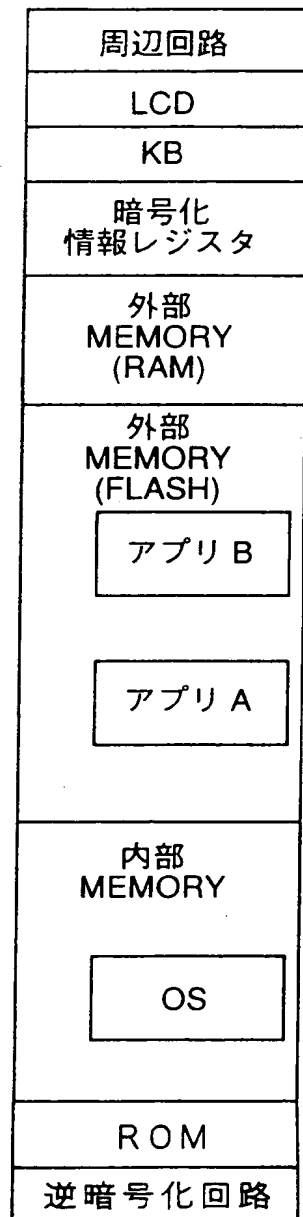 周辺回路
LCD
KB
暗号化
情報レジスタ
外部
MEMORY
(RAM)
外部
MEMORY
(FLASH)
アプリ B
アプリ A
内部
MEMORY
OS
ROM
逆暗号化回路